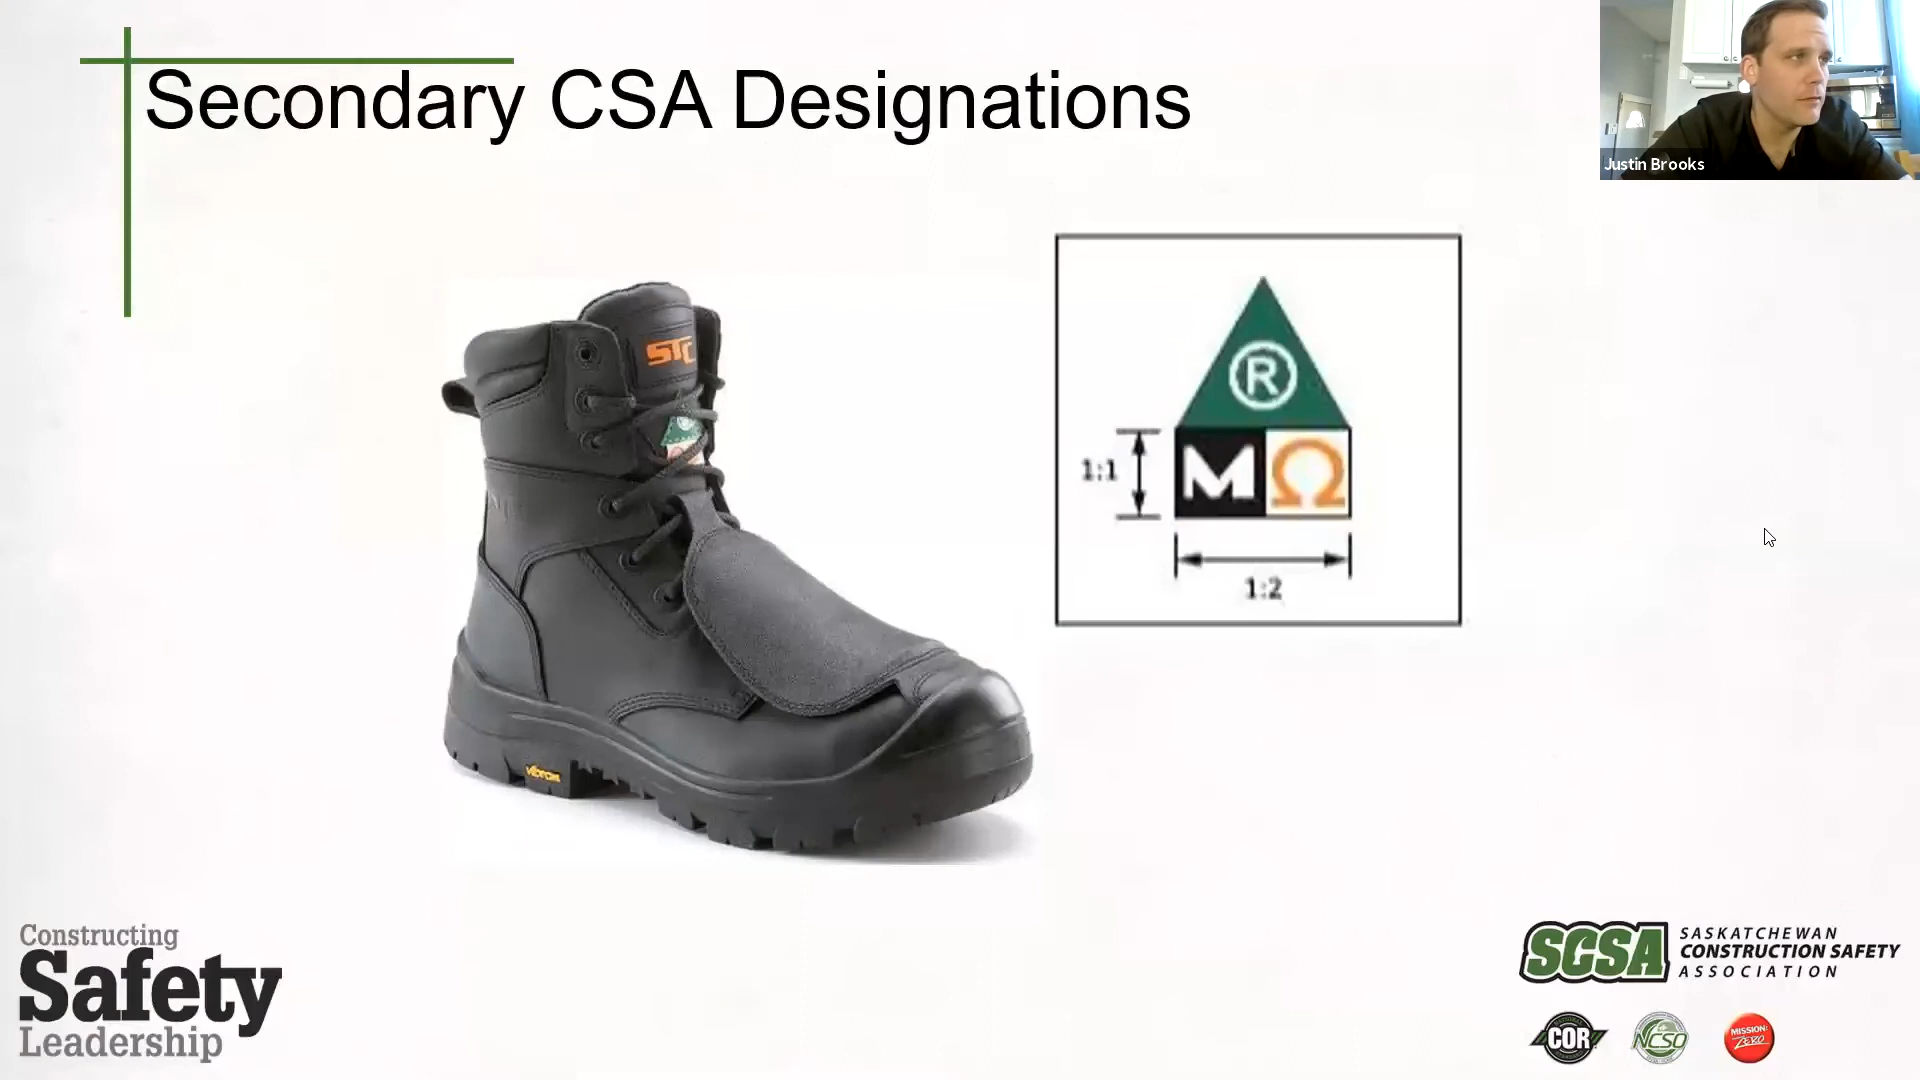 Secondary CSA Designations
Justin Brooks
STC
vibram
®
MΩ
1:1
1:2
Constructing
Safety
Leadership
SCSA
SASKATCHEWAN
CONSTRUCTION SAFETY
ASSOCIATION
COR
NCSO
MISSION:
ZERO